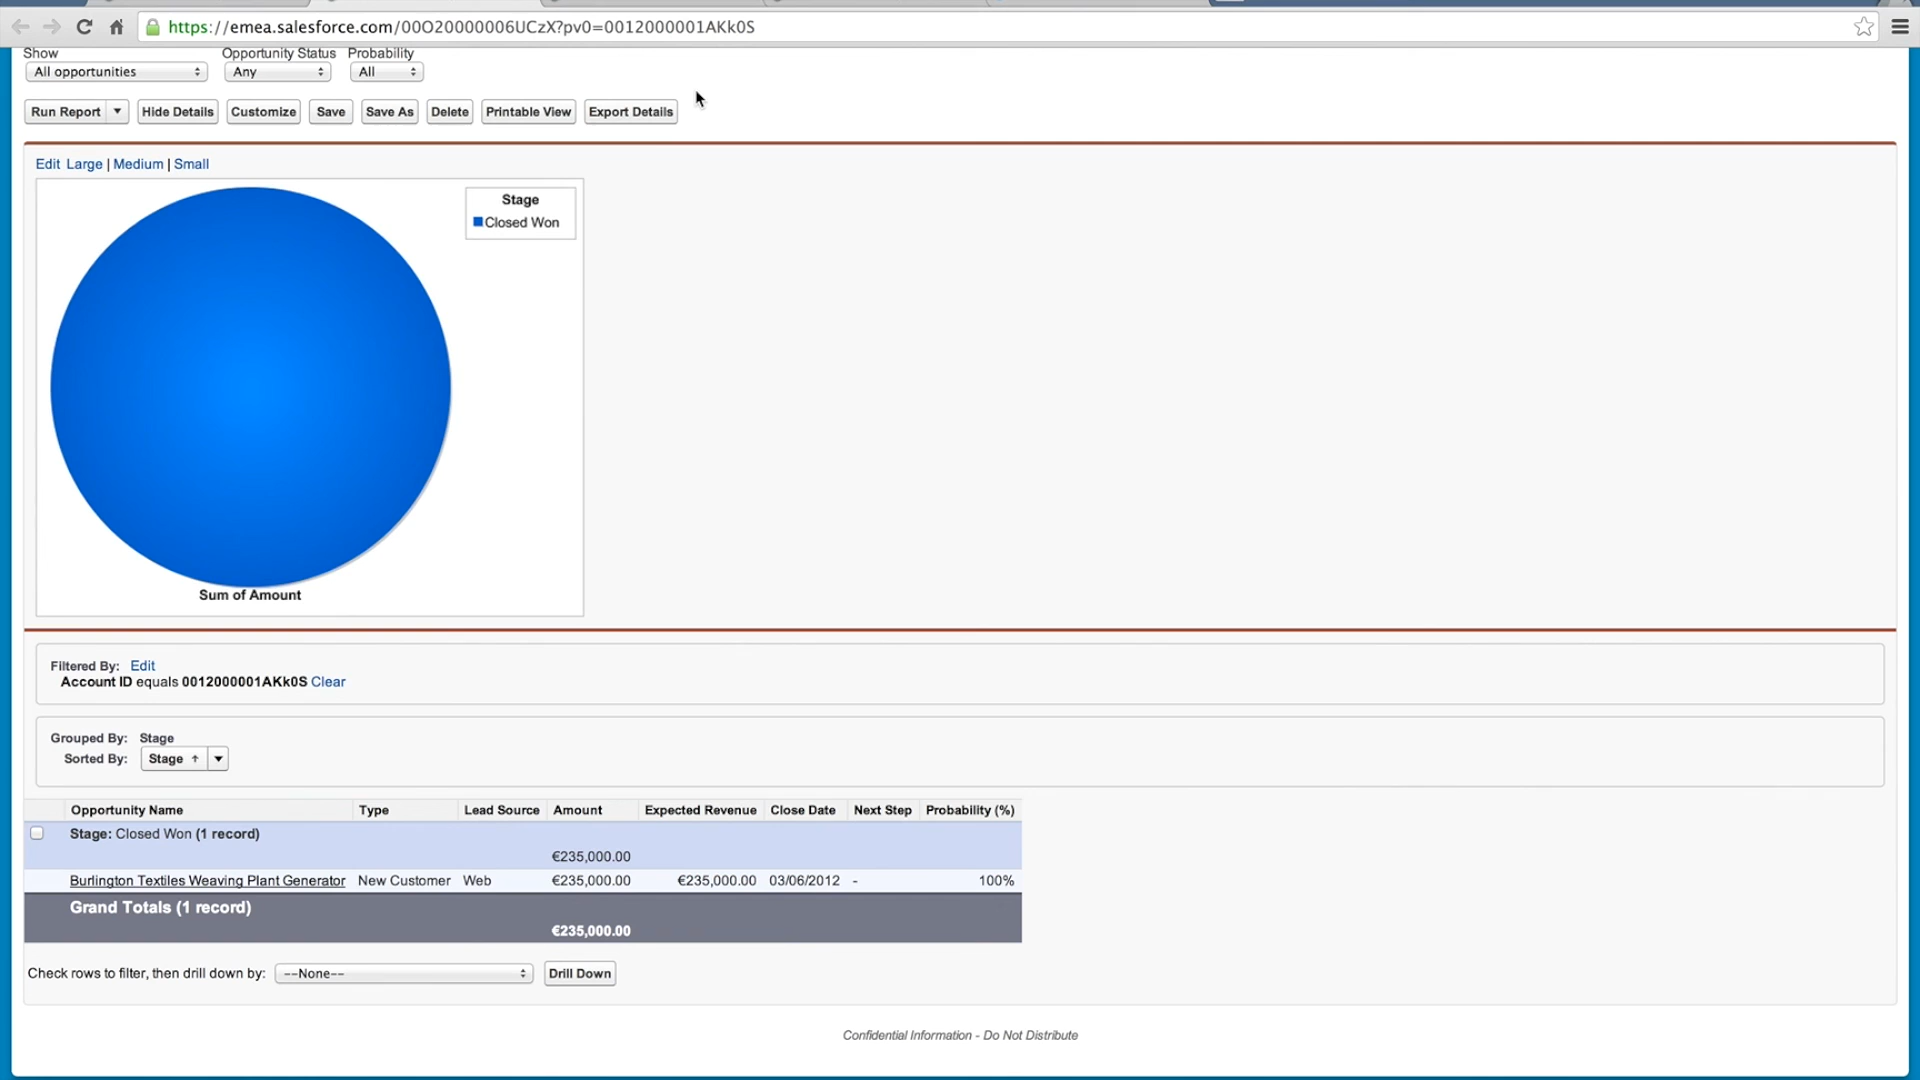 https://emea.salesforce.com/00O20000006UCzX?pv0=0012000001AKk0S
Show Opportunity Status Probability
All opportunities Any All
Run Report Hide Details Customize Save Save As Delete Printable View Export Details
Edit Large | Medium | Small
Stage
Closed Won
Sum of Amount
Filtered By: Edit
Account ID equals 0012000001AKk0S Clear
Grouped By: Stage
Sorted By: Stage ↑
Opportunity Name Type Lead Source Amount Expected Revenue Close Date Next Step Probability (%)
Stage: Closed Won (1 record)
€235,000.00
Burlington Textiles Weaving Plant Generator New Customer Web €235,000.00 €235,000.00 03/06/2012 - 100%
Grand Totals (1 record)
€235,000.00
Check rows to filter, then drill down by: --None-- Drill Down
Confidential Information - Do Not Distribute